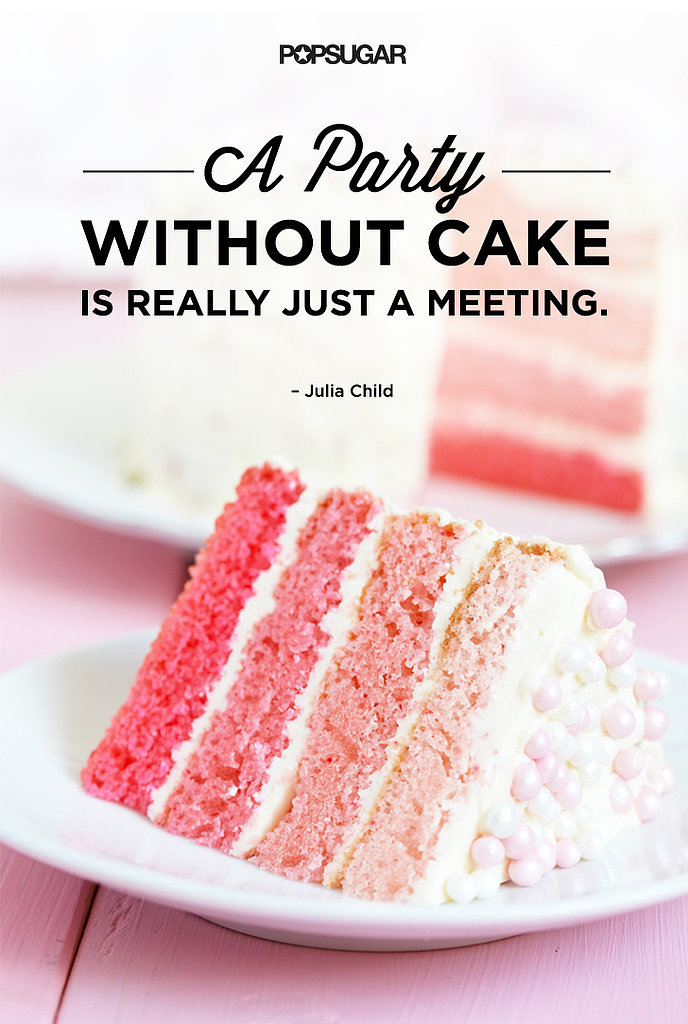 POPSUGAR
A Party
WITHOUT CAKE
IS REALLY JUST A MEETING.
– Julia Child